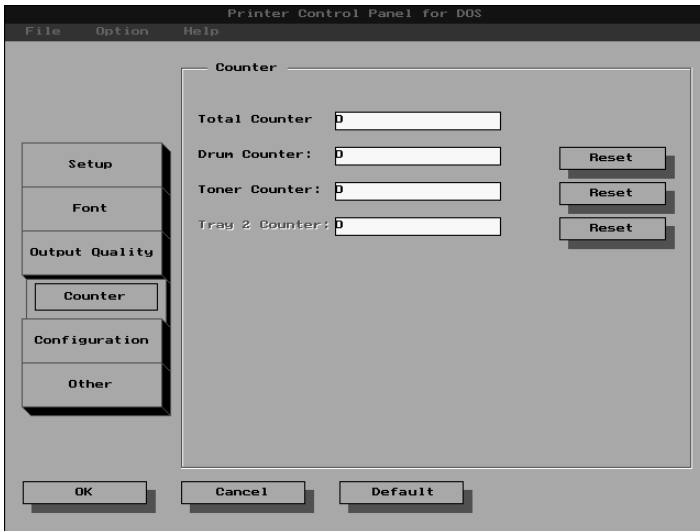 Printer Control Panel for DOS
File Option Help
Counter
Total Counter 0
Drum Counter: 0 Reset
Toner Counter: 0 Reset
Tray 2 Counter: 0 Reset
Setup
Font
Output Quality
Counter
Configuration
Other
OK Cancel Default